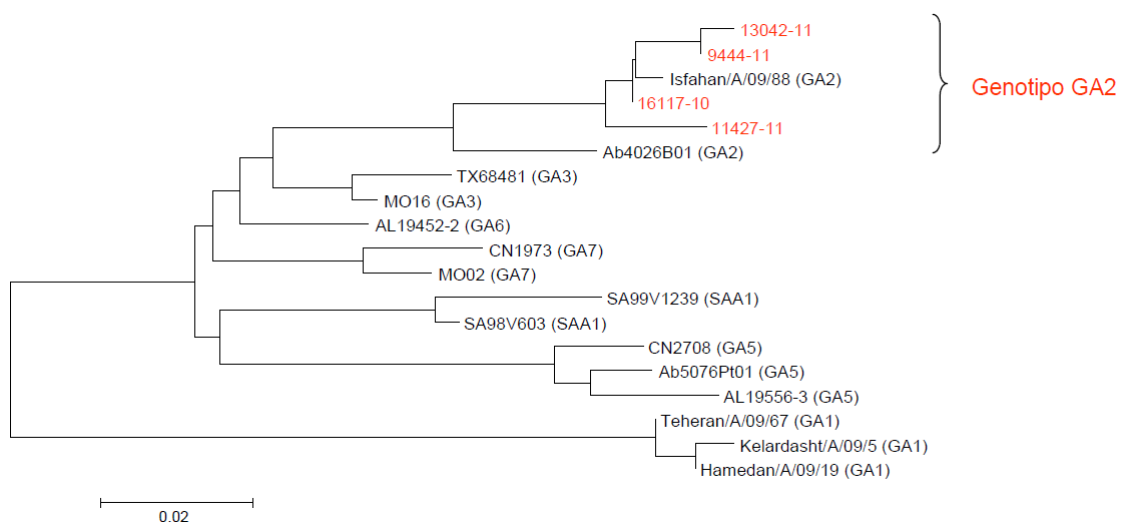 13042-11
9444-11
Isfahan/A/09/88 (GA2)
16117-10
11427-11
Ab4026B01 (GA2)
Genotipo GA2
TX68481 (GA3)
MO16 (GA3)
AL19452-2 (GA6)
CN1973 (GA7)
MO02 (GA7)
SA99V1239 (SAA1)
SA98V603 (SAA1)
CN2708 (GA5)
Ab5076Pt01 (GA5)
AL19556-3 (GA5)
Teheran/A/09/67 (GA1)
Kelardasht/A/09/5 (GA1)
Hamedan/A/09/19 (GA1)
0.02